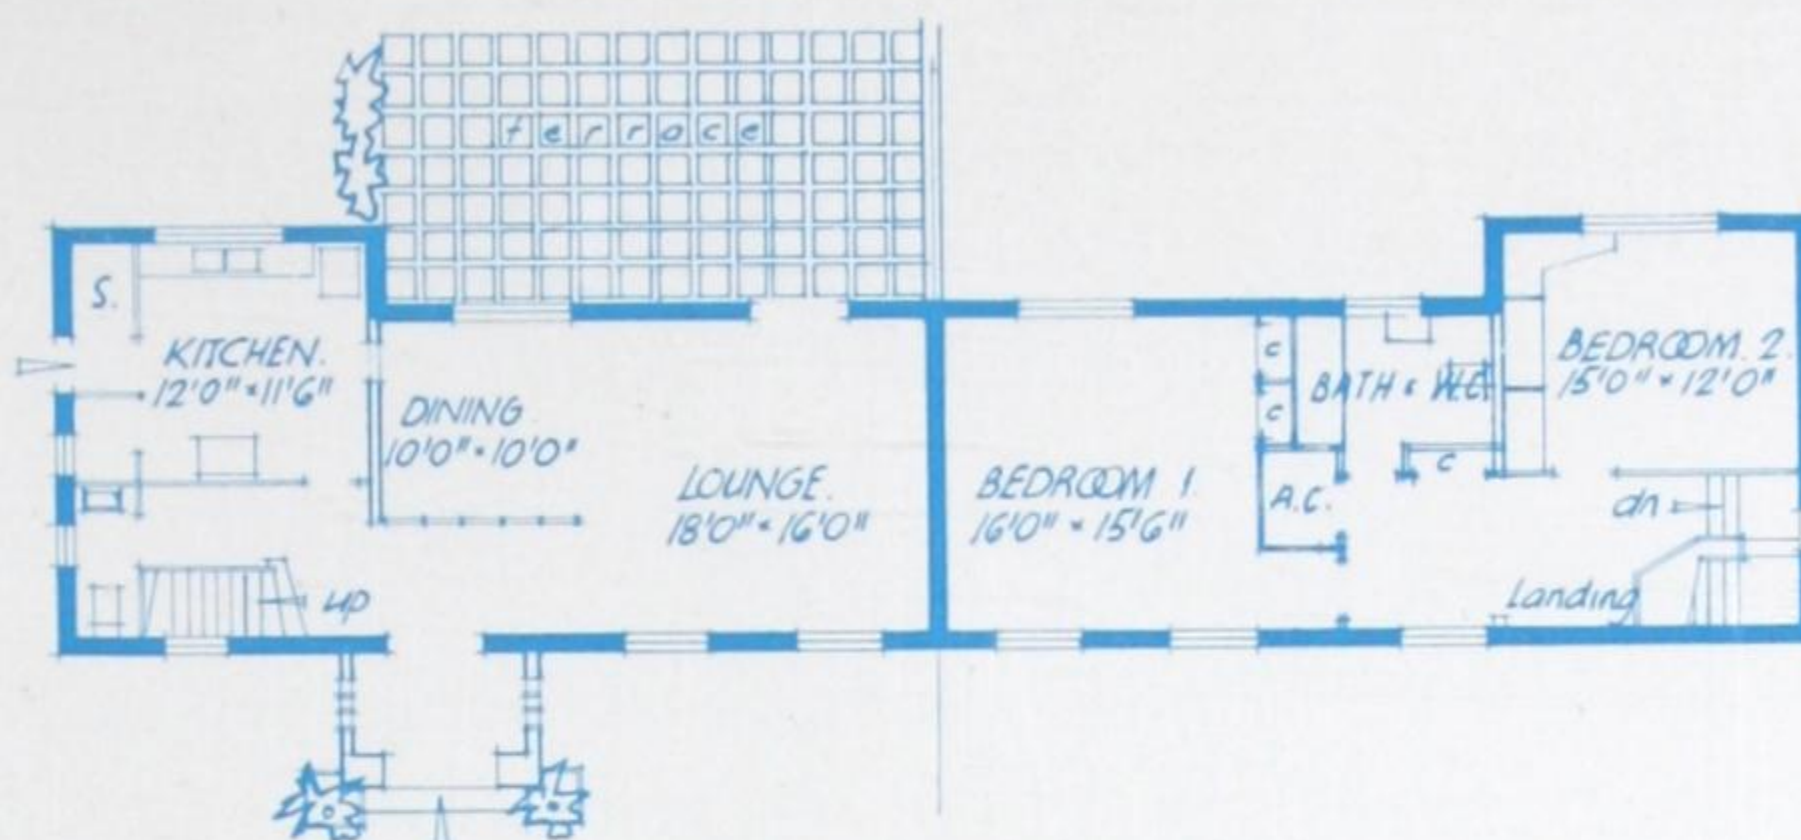 terrace
S.
KITCHEN.
12'0" × 11'6"
DINING
10'0" × 10'0"
LOUNGE.
18'0" × 16'0"
up
BEDROOM 1.
16'0" × 15'6"
c
c
BATH & W.C.
A.C.
c
BEDROOM. 2.
15'0" × 12'0"
dn
Landing